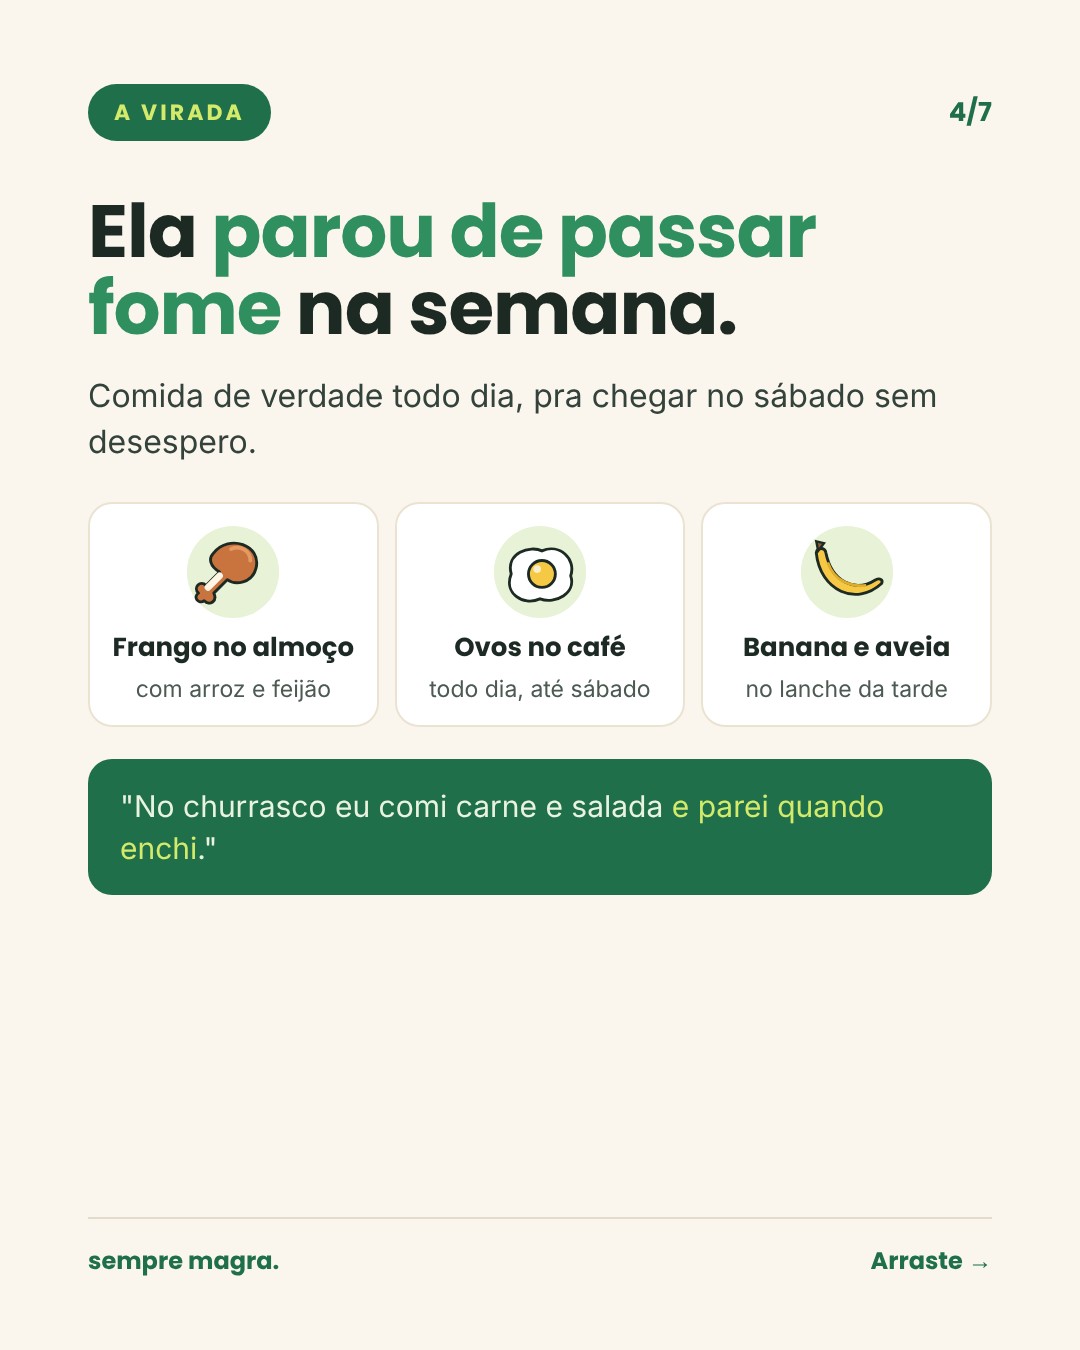 A VIRADA
4/7
Ela parou de passar
fome na semana.
Comida de verdade todo dia, pra chegar no sábado sem
desespero.
Frango no almoço
com arroz e feijão
Ovos no café
todo dia, até sábado
Banana e aveia
no lanche da tarde
"No churrasco eu comi carne e salada e parei quando
enchi."
sempre magra.
Arraste →